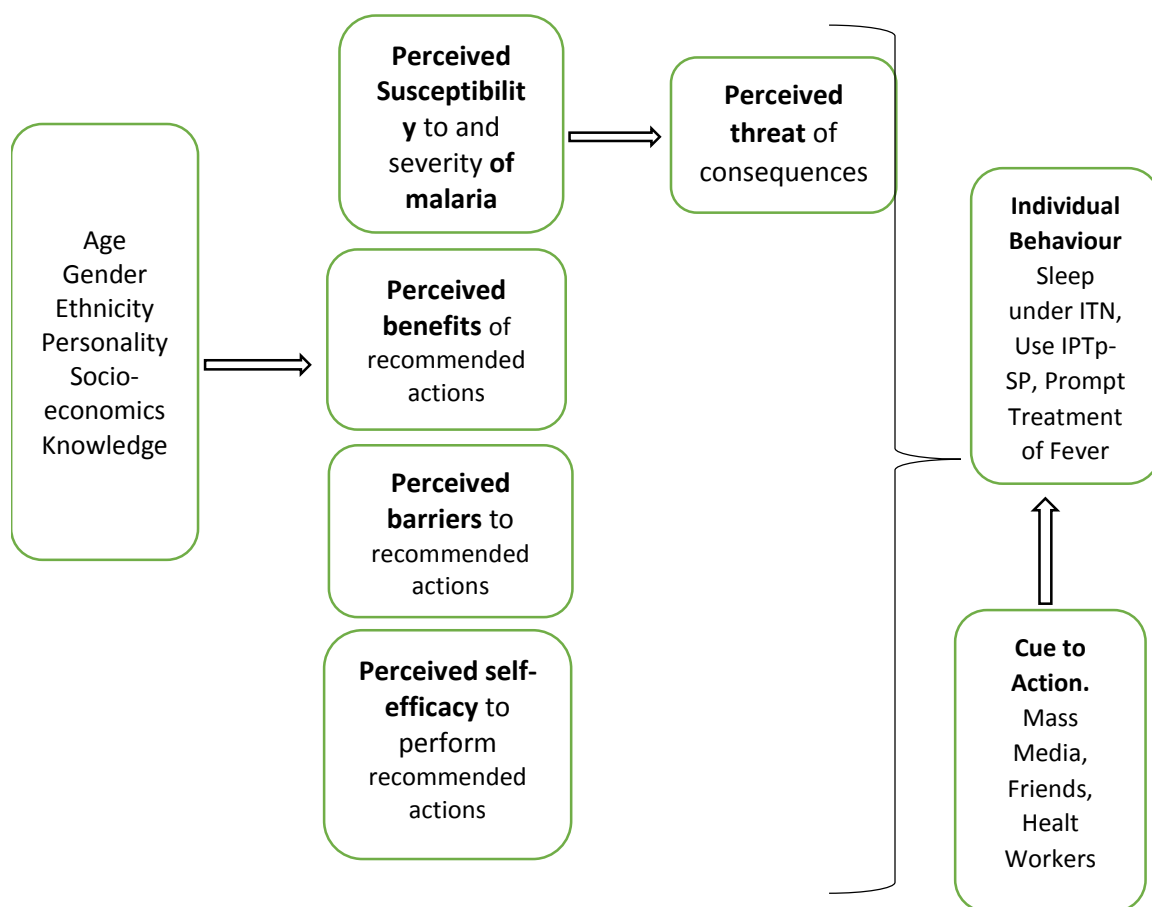 Age
Gender
Ethnicity
Personality
Socio-
economics
Knowledge
Perceived
Susceptibilit
y to and
severity of
malaria
Perceived
benefits of
recommended
actions
Perceived
barriers to
recommended
actions
Perceived self-
efficacy to
perform
recommended
actions
Perceived
threat of
consequences
Individual
Behaviour
Sleep
under ITN,
Use IPTp-
SP, Prompt
Treatment
of Fever
Cue to
Action.
Mass
Media,
Friends,
Healt
Workers